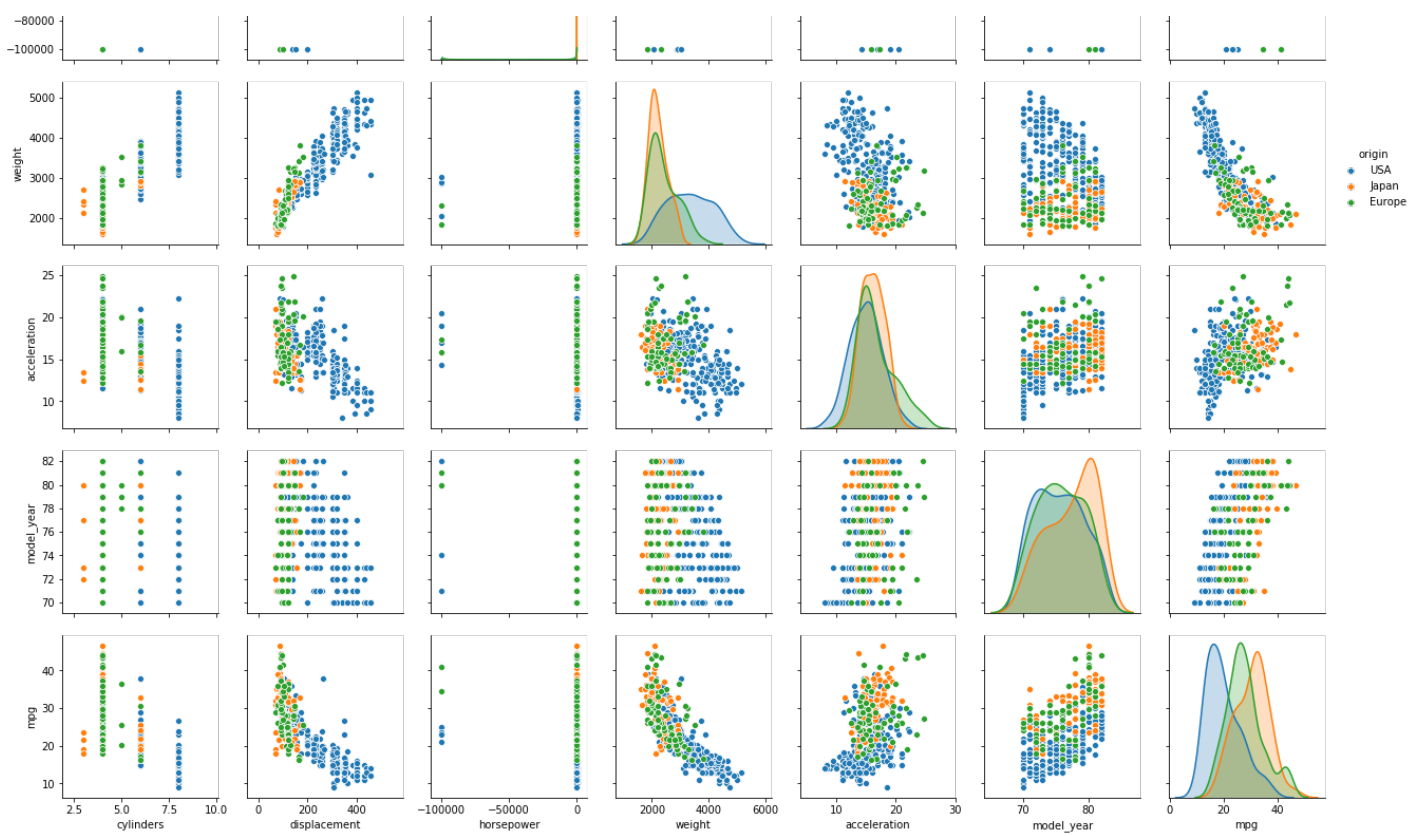 −80000
−100000
5000
4000
3000
2000
weight
origin
USA
Japan
Europe
25
20
15
10
acceleration
82
80
78
76
74
72
70
model_year
40
30
20
10
mpg
2.5 5.0 7.5 10.0
0 200 400
−100000 −50000 0
2000 4000 6000
10 20 30
70 80
0 20 40
cylinders
displacement
horsepower
weight
acceleration
model_year
mpg